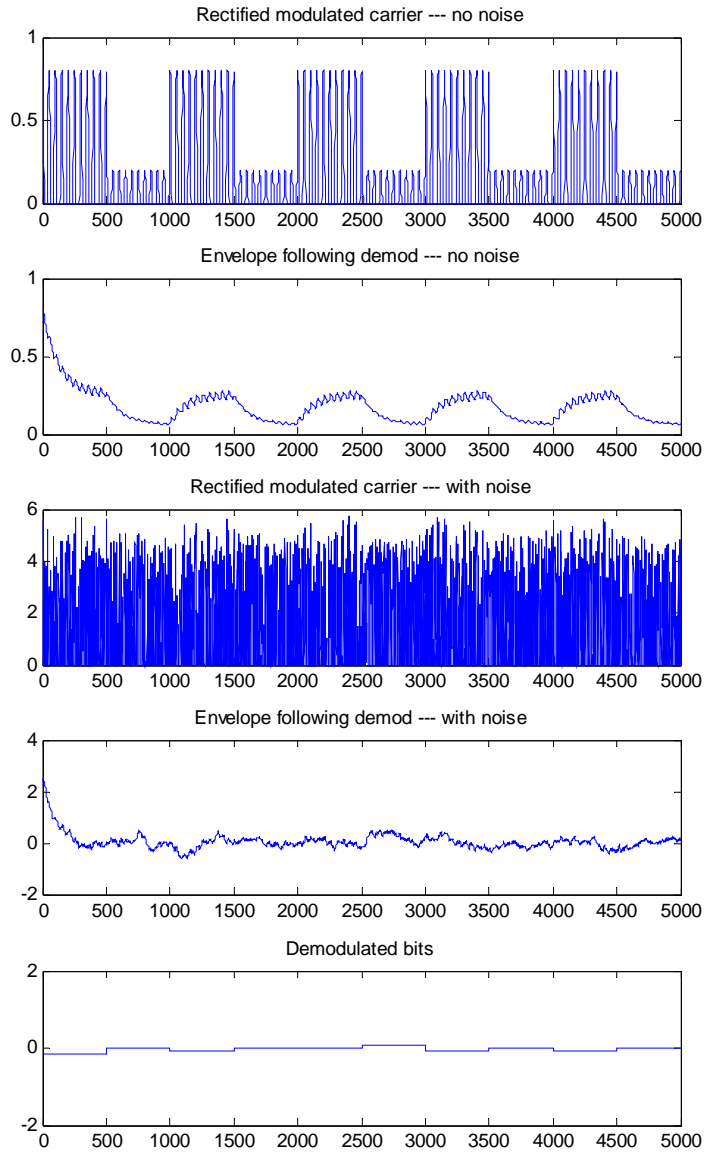 Rectified modulated carrier --- no noise
1
0.5
0
0 500 1000 1500 2000 2500 3000 3500 4000 4500 5000
Envelope following demod --- no noise
1
0.5
0
0 500 1000 1500 2000 2500 3000 3500 4000 4500 5000
Rectified modulated carrier --- with noise
6
4
2
0
0 500 1000 1500 2000 2500 3000 3500 4000 4500 5000
Envelope following demod --- with noise
4
2
0
-2
0 500 1000 1500 2000 2500 3000 3500 4000 4500 5000
Demodulated bits
2
0
-2
0 500 1000 1500 2000 2500 3000 3500 4000 4500 5000